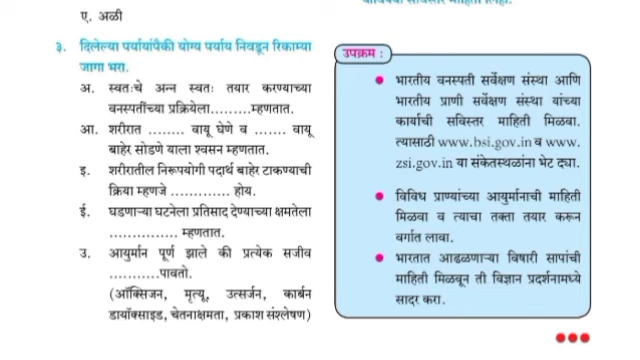 ए. अळी
३. दिलेल्या पर्यायांपैकी योग्य पर्याय निवडून रिकाम्या
जागा भरा.
अ. स्वतःचे अन्न स्वतः तयार करण्याच्या
वनस्पतींच्या प्रक्रियेला.........म्हणतात.
आ. शरीरात ........ वायू घेणे व ....... वायू
बाहेर सोडणे याला श्वसन म्हणतात.
इ. शरीरातील निरूपयोगी पदार्थ बाहेर टाकण्याची
क्रिया म्हणजे ............. होय.
ई. घडणाऱ्या घटनेला प्रतिसाद देण्याच्या क्षमतेला
............... म्हणतात.
उ. आयुर्मान पूर्ण झाले की प्रत्येक सजीव
...........पावतो.
(ऑक्सिजन, मृत्यू, उत्सर्जन, कार्बन
डायॉक्साइड, चेतनाक्षमता, प्रकाश संश्लेषण)
उपक्रम :
• भारतीय वनस्पती सर्वेक्षण संस्था आणि
भारतीय प्राणी सर्वेक्षण संस्था यांच्या
कार्याची सविस्तर माहिती मिळवा.
त्यासाठी www.bsi.gov.in व www.
zsi.gov.in या संकेतस्थळांना भेट द्या.
• विविध प्राण्यांच्या आयुर्मानाची माहिती
मिळवा व त्याचा तक्ता तयार करून
वर्गात लावा.
• भारतात आढळणाऱ्या विषारी सापांची
माहिती मिळवून ती विज्ञान प्रदर्शनामध्ये
सादर करा.